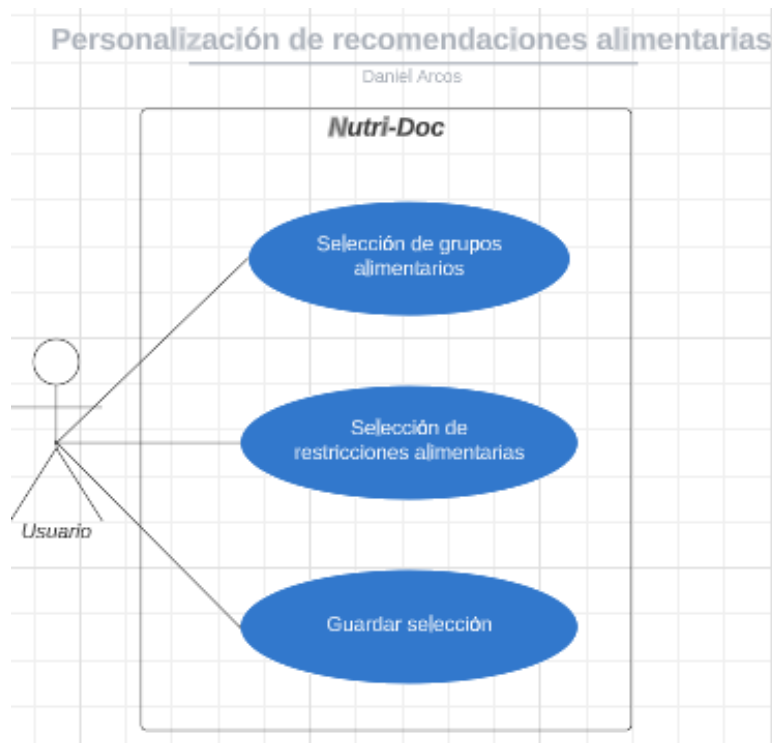 Personalización de recomendaciones alimentarias
Daniel Arcos
Nutri-Doc
Selección de grupos
alimentarios
Selección de
restricciones alimentarias
Usuario
Guardar selección